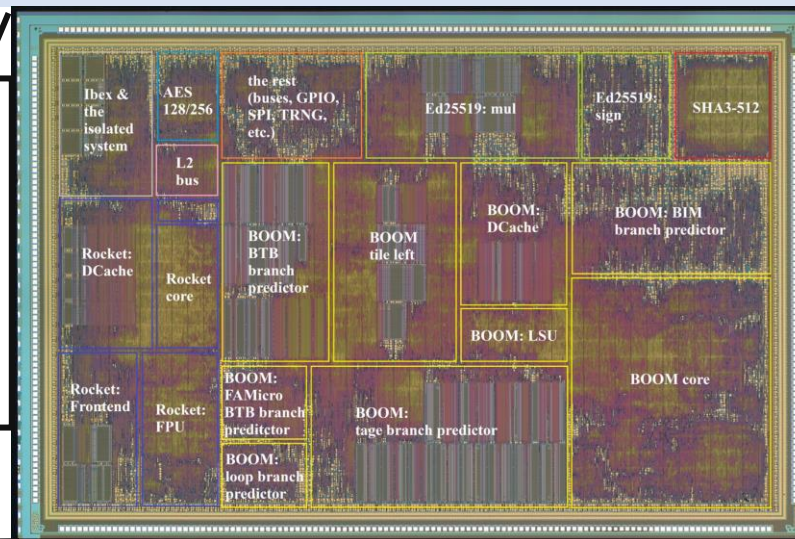 Ibex &
the
isolated
system
AES
128/256
the rest
(buses, GPIO,
SPI, TRNG,
etc.)
Ed25519: mul
Ed25519:
sign
SHA3-512
L2
bus
Rocket:
DCache
Rocket
core
BOOM:
BTB
branch
predictor
BOOM
tile left
BOOM:
DCache
BOOM: BIM
branch predictor
BOOM: LSU
BOOM core
Rocket:
Frontend
Rocket:
FPU
BOOM:
FAMicro
BTB branch
preditctor
BOOM:
loop branch
predictor
BOOM:
tage branch predictor